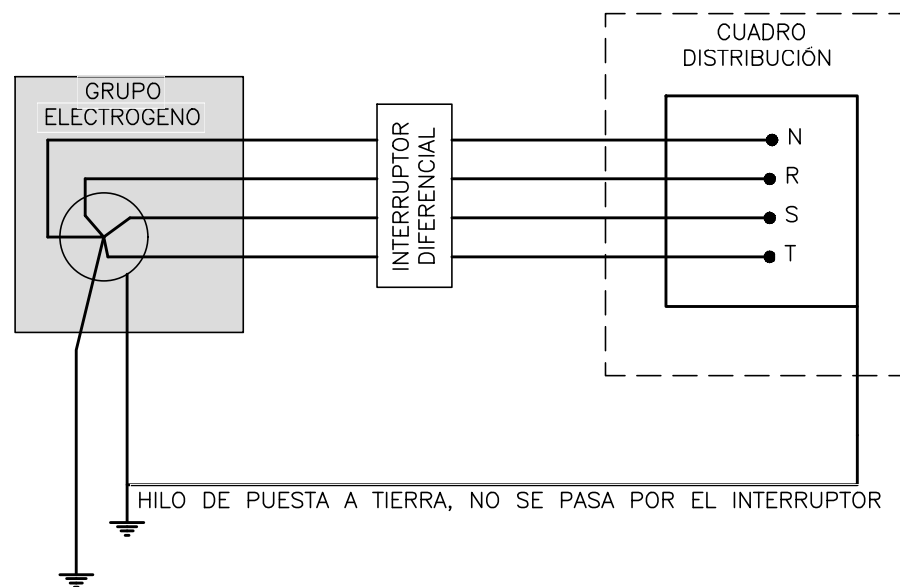 CUADRO
DISTRIBUCIÓN
GRUPO
ELECTROGENO
INTERRUPTOR
DIFERENCIAL
N
R
S
T
HILO DE PUESTA A TIERRA, NO SE PASA POR EL INTERRUPTOR